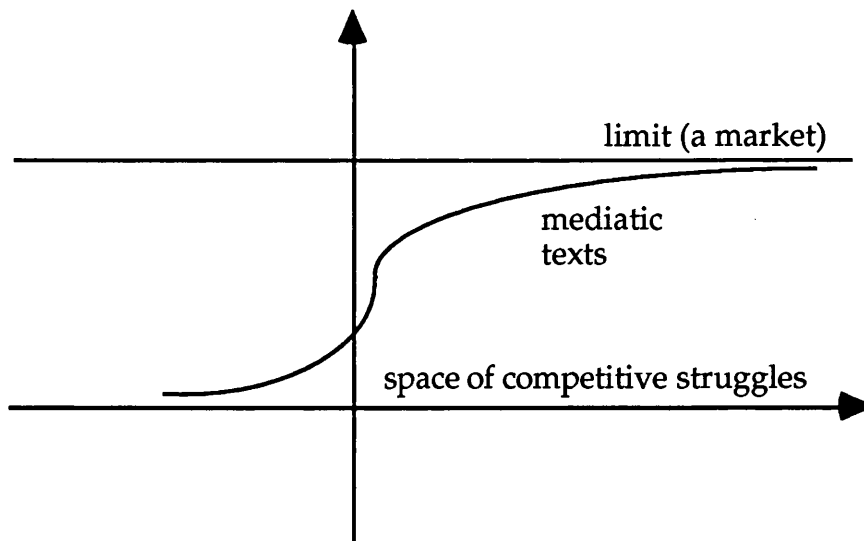 limit (a market)
mediatic
texts
space of competitive struggles